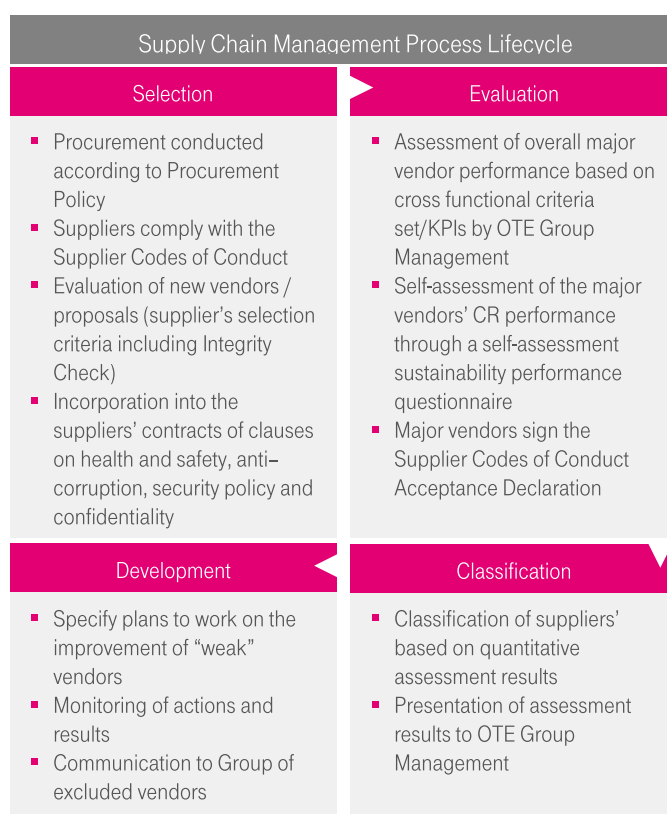 Supply Chain Management Process Lifecycle
Selection
▪ Procurement conducted
according to Procurement
Policy
▪ Suppliers comply with the
Supplier Codes of Conduct
▪ Evaluation of new vendors /
proposals (supplier's selection
criteria including Integrity
Check)
▪ Incorporation into the
suppliers' contracts of clauses
on health and safety, anti–
corruption, security policy and
confidentiality
Evaluation
▪ Assessment of overall major
vendor performance based on
cross functional criteria
set/KPIs by OTE Group
Management
▪ Self-assessment of the major
vendors' CR performance
through a self-assessment
sustainability performance
questionnaire
▪ Major vendors sign the
Supplier Codes of Conduct
Acceptance Declaration
Development
▪ Specify plans to work on the
improvement of “weak”
vendors
▪ Monitoring of actions and
results
▪ Communication to Group of
excluded vendors
Classification
▪ Classification of suppliers'
based on quantitative
assessment results
▪ Presentation of assessment
results to OTE Group
Management